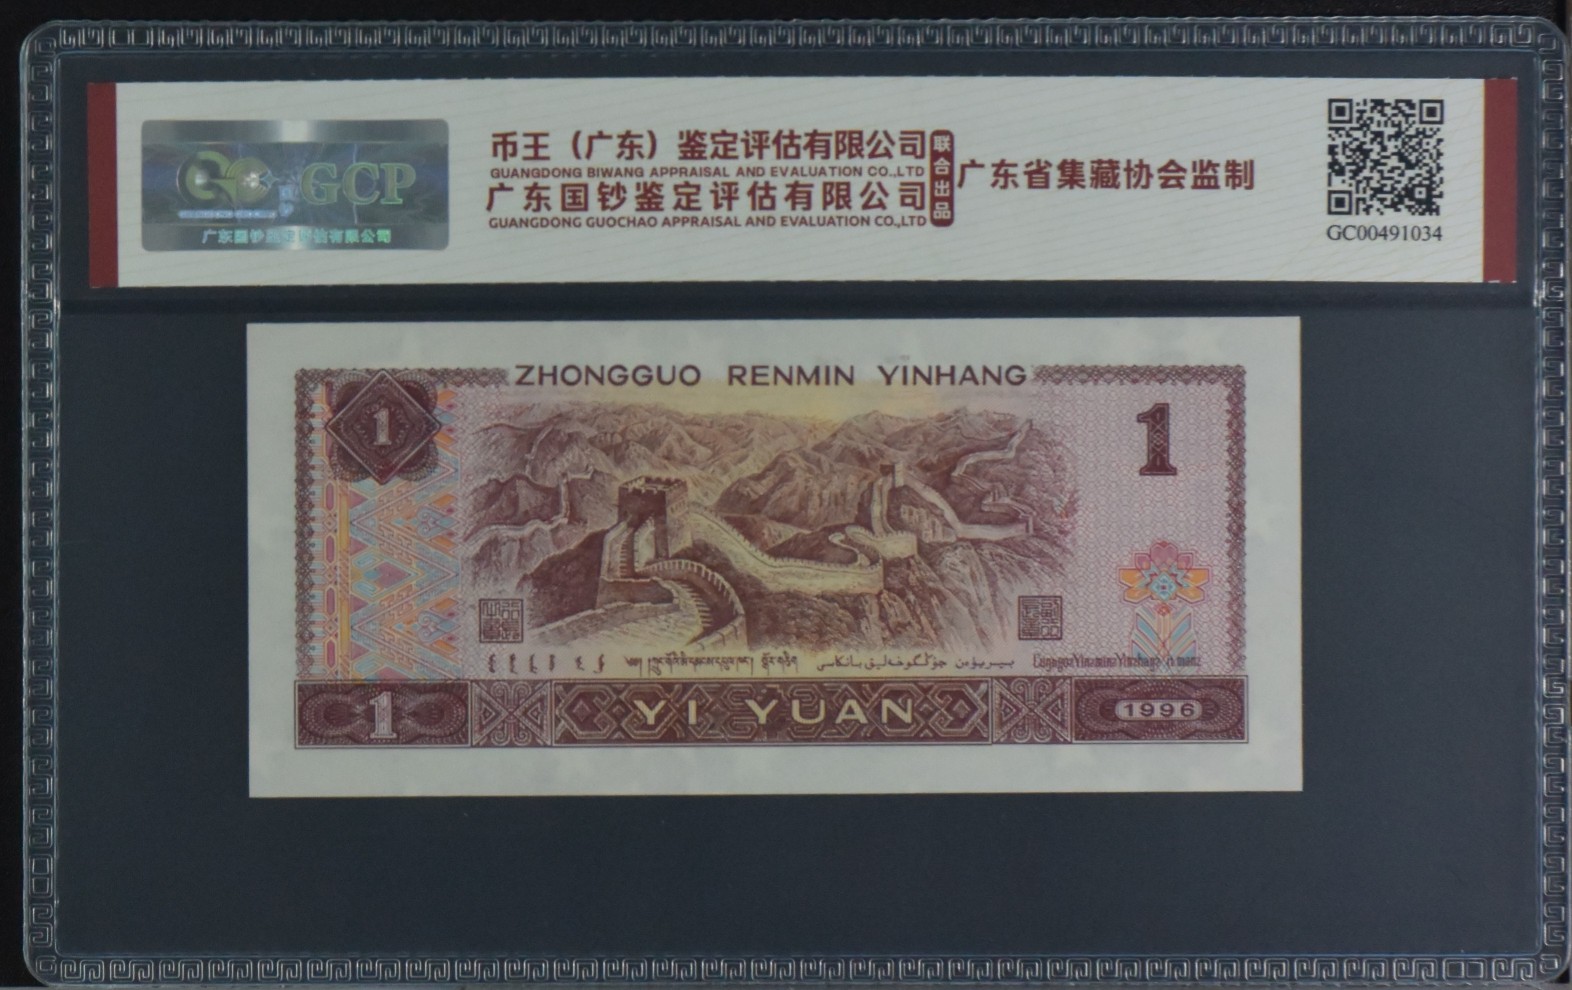 GCP
广东国钞鉴定评估有限公司
币王（广东）鉴定评估有限公司
GUANGDONG BIWANG APPRAISAL AND EVALUATION CO.,LTD
广东国钞鉴定评估有限公司
GUANGDONG GUOCHAO APPRAISAL AND EVALUATION CO.,LTD
联合出品
广东省集藏协会监制
GC00491034
ZHONGGUO RENMIN YINHANG
1
1
1
YI YUAN
1996